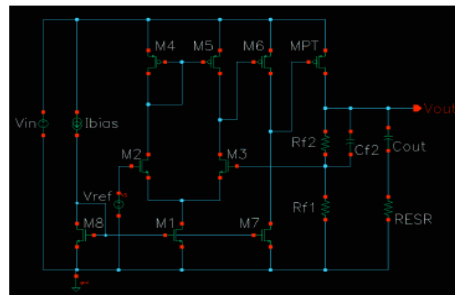 M4 M5 M6 MPT
Vout
Vin Ibias
Rf2 Cf2 Cout
M2 M3
Vref
Rf1
RESR
M8 M1 M7